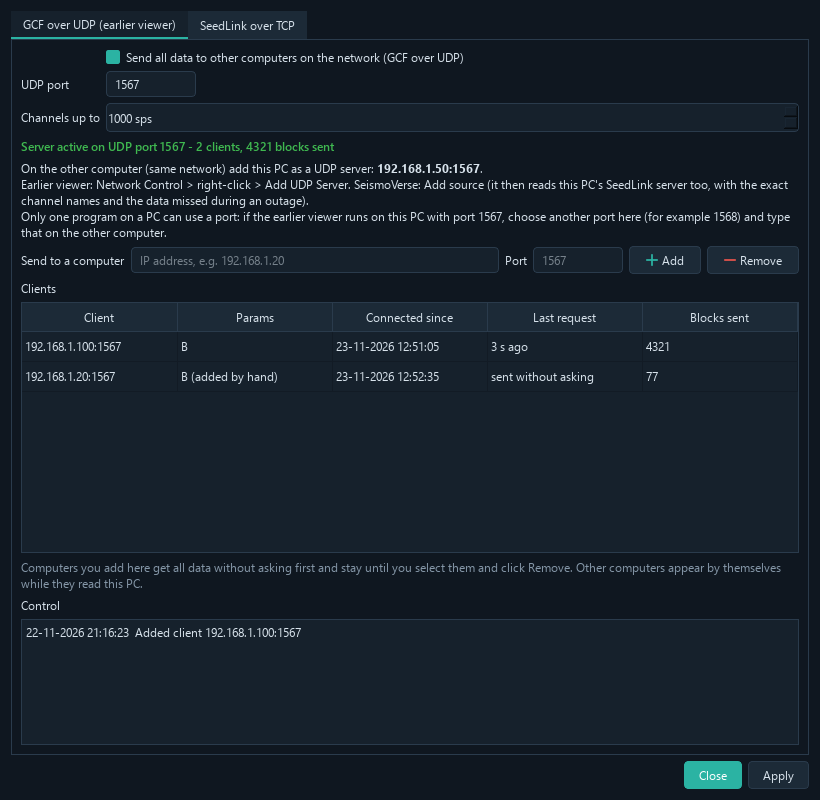 GCF over UDP (earlier viewer)
SeedLink over TCP
Send all data to other computers on the network (GCF over UDP)
UDP port 1567
Channels up to 1000 sps
Server active on UDP port 1567 - 2 clients, 4321 blocks sent
On the other computer (same network) add this PC as a UDP server: 192.168.1.50:1567.
Earlier viewer: Network Control > right-click > Add UDP Server. SeismoVerse: Add source (it then reads this PC's SeedLink server too, with the exact
channel names and the data missed during an outage).
Only one program on a PC can use a port: if the earlier viewer runs on this PC with port 1567, choose another port here (for example 1568) and type
that on the other computer.
Send to a computer IP address, e.g. 192.168.1.20 Port 1567 Add Remove
Clients
Client Params Connected since Last request Blocks sent
192.168.1.100:1567 B 23-11-2026 12:51:05 3 s ago 4321
192.168.1.20:1567 B (added by hand) 23-11-2026 12:52:35 sent without asking 77
Computers you add here get all data without asking first and stay until you select them and click Remove. Other computers appear by themselves
while they read this PC.
Control
22-11-2026 21:16:23 Added client 192.168.1.100:1567
Close Apply